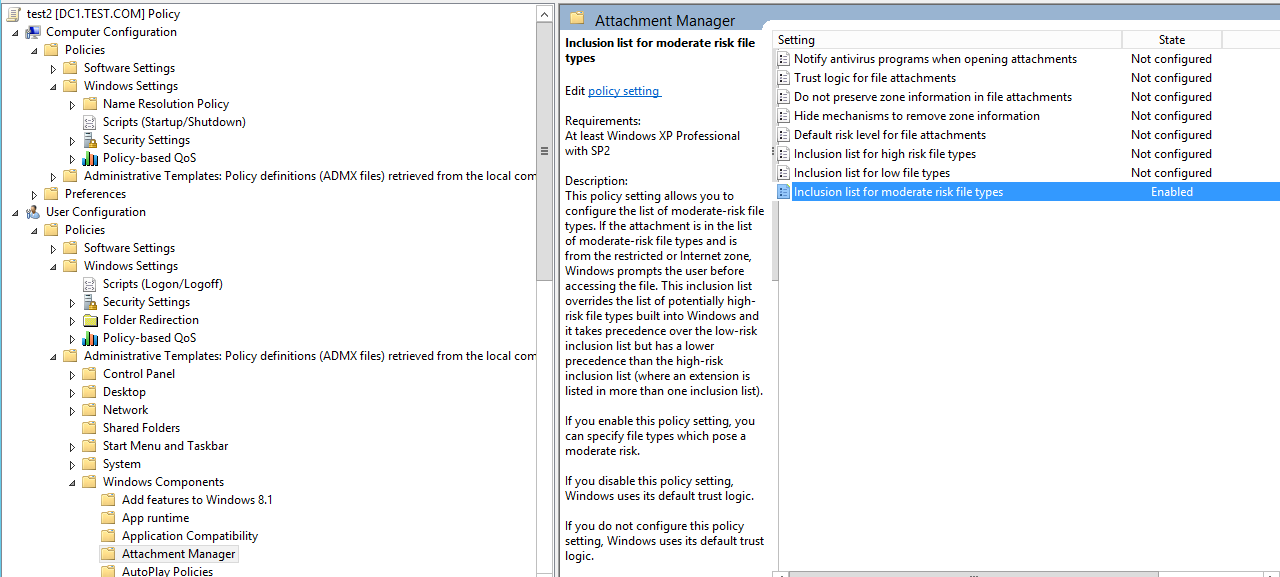 test2 [DC1.TEST.COM] Policy
Computer Configuration
Policies
Software Settings
Windows Settings
Name Resolution Policy
Scripts (Startup/Shutdown)
Security Settings
Policy-based QoS
Administrative Templates: Policy definitions (ADMX files) retrieved from the local com
Preferences
User Configuration
Policies
Software Settings
Windows Settings
Scripts (Logon/Logoff)
Security Settings
Folder Redirection
Policy-based QoS
Administrative Templates: Policy definitions (ADMX files) retrieved from the local com
Control Panel
Desktop
Network
Shared Folders
Start Menu and Taskbar
System
Windows Components
Add features to Windows 8.1
App runtime
Application Compatibility
Attachment Manager
AutoPlay Policies
Attachment Manager
Inclusion list for moderate risk file
types
Edit policy setting
Requirements:
At least Windows XP Professional
with SP2
Description:
This policy setting allows you to
configure the list of moderate-risk file
types. If the attachment is in the list
of moderate-risk file types and is
from the restricted or Internet zone,
Windows prompts the user before
accessing the file. This inclusion list
overrides the list of potentially high-
risk file types built into Windows and
it takes precedence over the low-risk
inclusion list but has a lower
precedence than the high-risk
inclusion list (where an extension is
listed in more than one inclusion list).
If you enable this policy setting, you
can specify file types which pose a
moderate risk.
If you disable this policy setting,
Windows uses its default trust logic.
If you do not configure this policy
setting, Windows uses its default trust
logic.
Setting State
Notify antivirus programs when opening attachments Not configured
Trust logic for file attachments Not configured
Do not preserve zone information in file attachments Not configured
Hide mechanisms to remove zone information Not configured
Default risk level for file attachments Not configured
Inclusion list for high risk file types Not configured
Inclusion list for low file types Not configured
Inclusion list for moderate risk file types Enabled